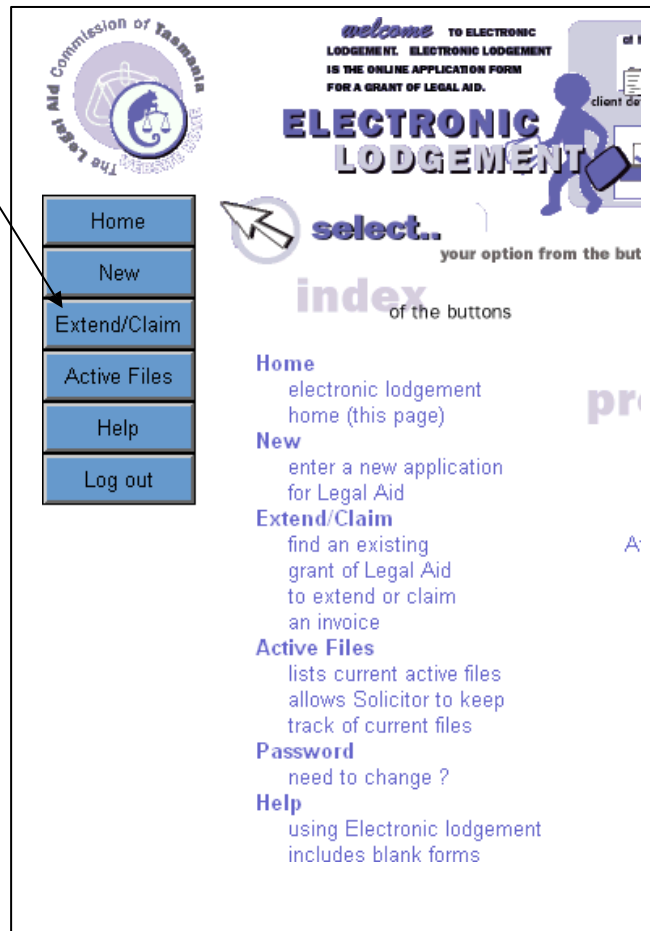 The Legal Aid Commission of Tasmania
welcome TO ELECTRONIC
LODGEMENT. ELECTRONIC LODGEMENT
IS THE ONLINE APPLICATION FORM
FOR A GRANT OF LEGAL AID.
client de
ELECTRONIC
LODGEMENT
Home
New
Extend/Claim
Active Files
Help
Log out
select..
your option from the but
index
of the buttons
Home
electronic lodgement
home (this page)
New
enter a new application
for Legal Aid
Extend/Claim
find an existing
grant of Legal Aid
to extend or claim
an invoice
Active Files
lists current active files
allows Solicitor to keep
track of current files
Password
need to change ?
Help
using Electronic lodgement
includes blank forms
pr
A